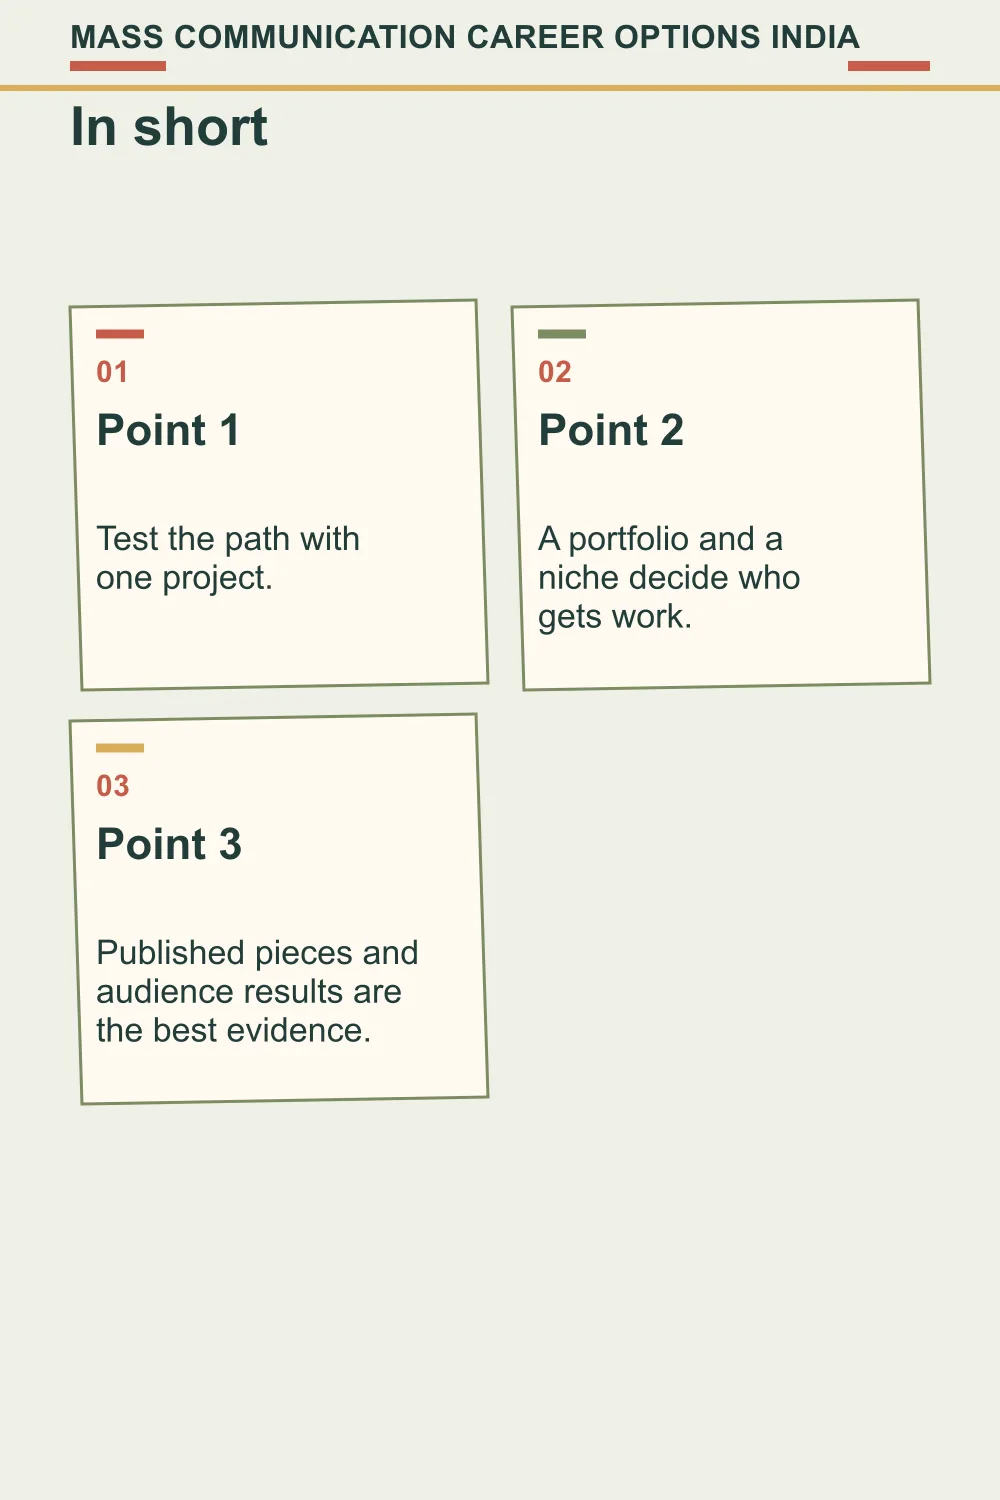 MASS COMMUNICATION CAREER OPTIONS INDIA
In short
01
Point 1
Test the path with
one project.
02
Point 2
A portfolio and a
niche decide who
gets work.
03
Point 3
Published pieces and
audience results are
the best evidence.